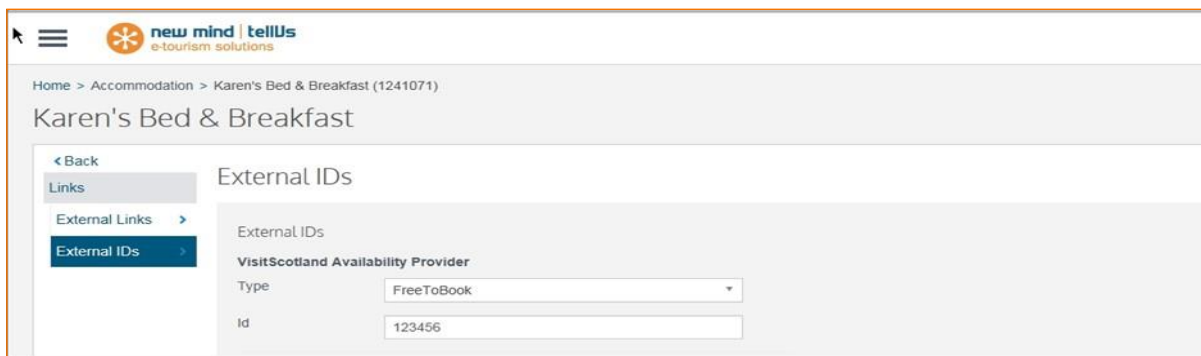 new mind | tellUs
e-tourism solutions
Home > Accommodation > Karen's Bed & Breakfast (1241071)
Karen's Bed & Breakfast
<Back
Links
External Links >
External IDs >
External IDs
External IDs
VisitScotland Availability Provider
Type FreeToBook
Id 123456